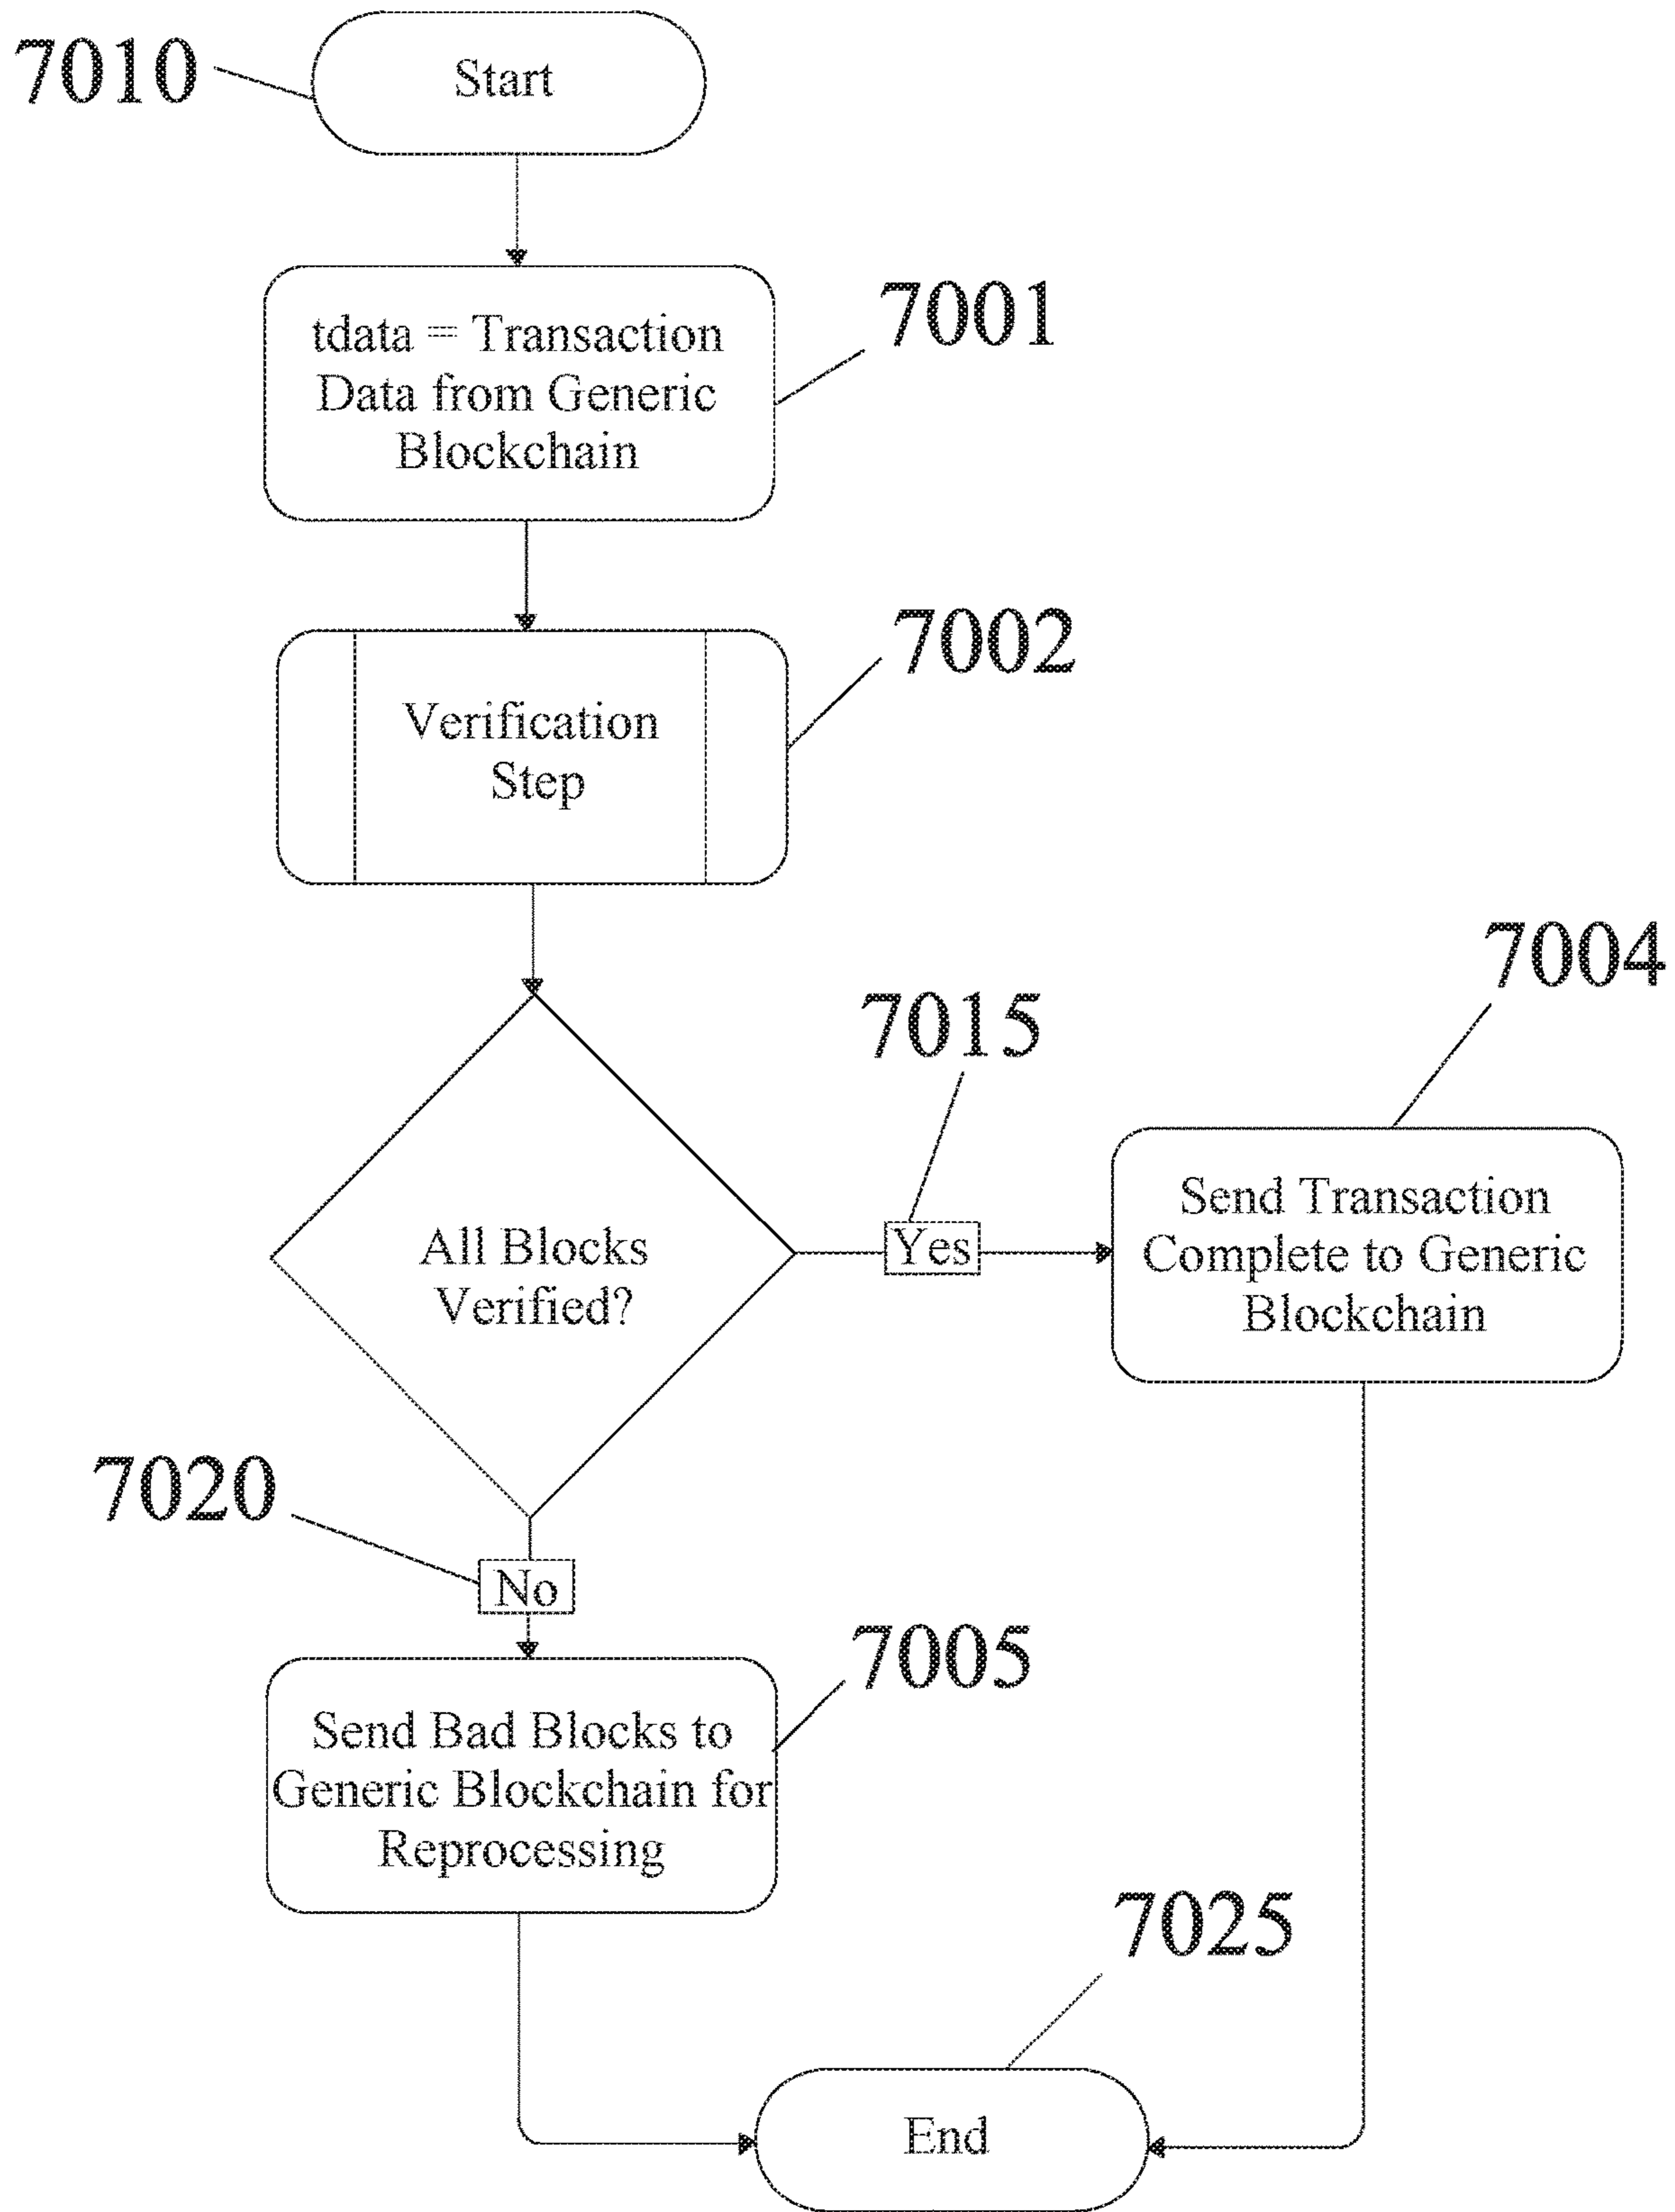 7010
Start
7001
tdata = Transaction
Data from Generic
Blockchain
7002
Verification
Step
7004
7015
All Blocks
Verified?
Yes
Send Transaction
Complete to Generic
Blockchain
7020
No
7005
Send Bad Blocks to
Generic Blockchain for
Reprocessing
7025
End